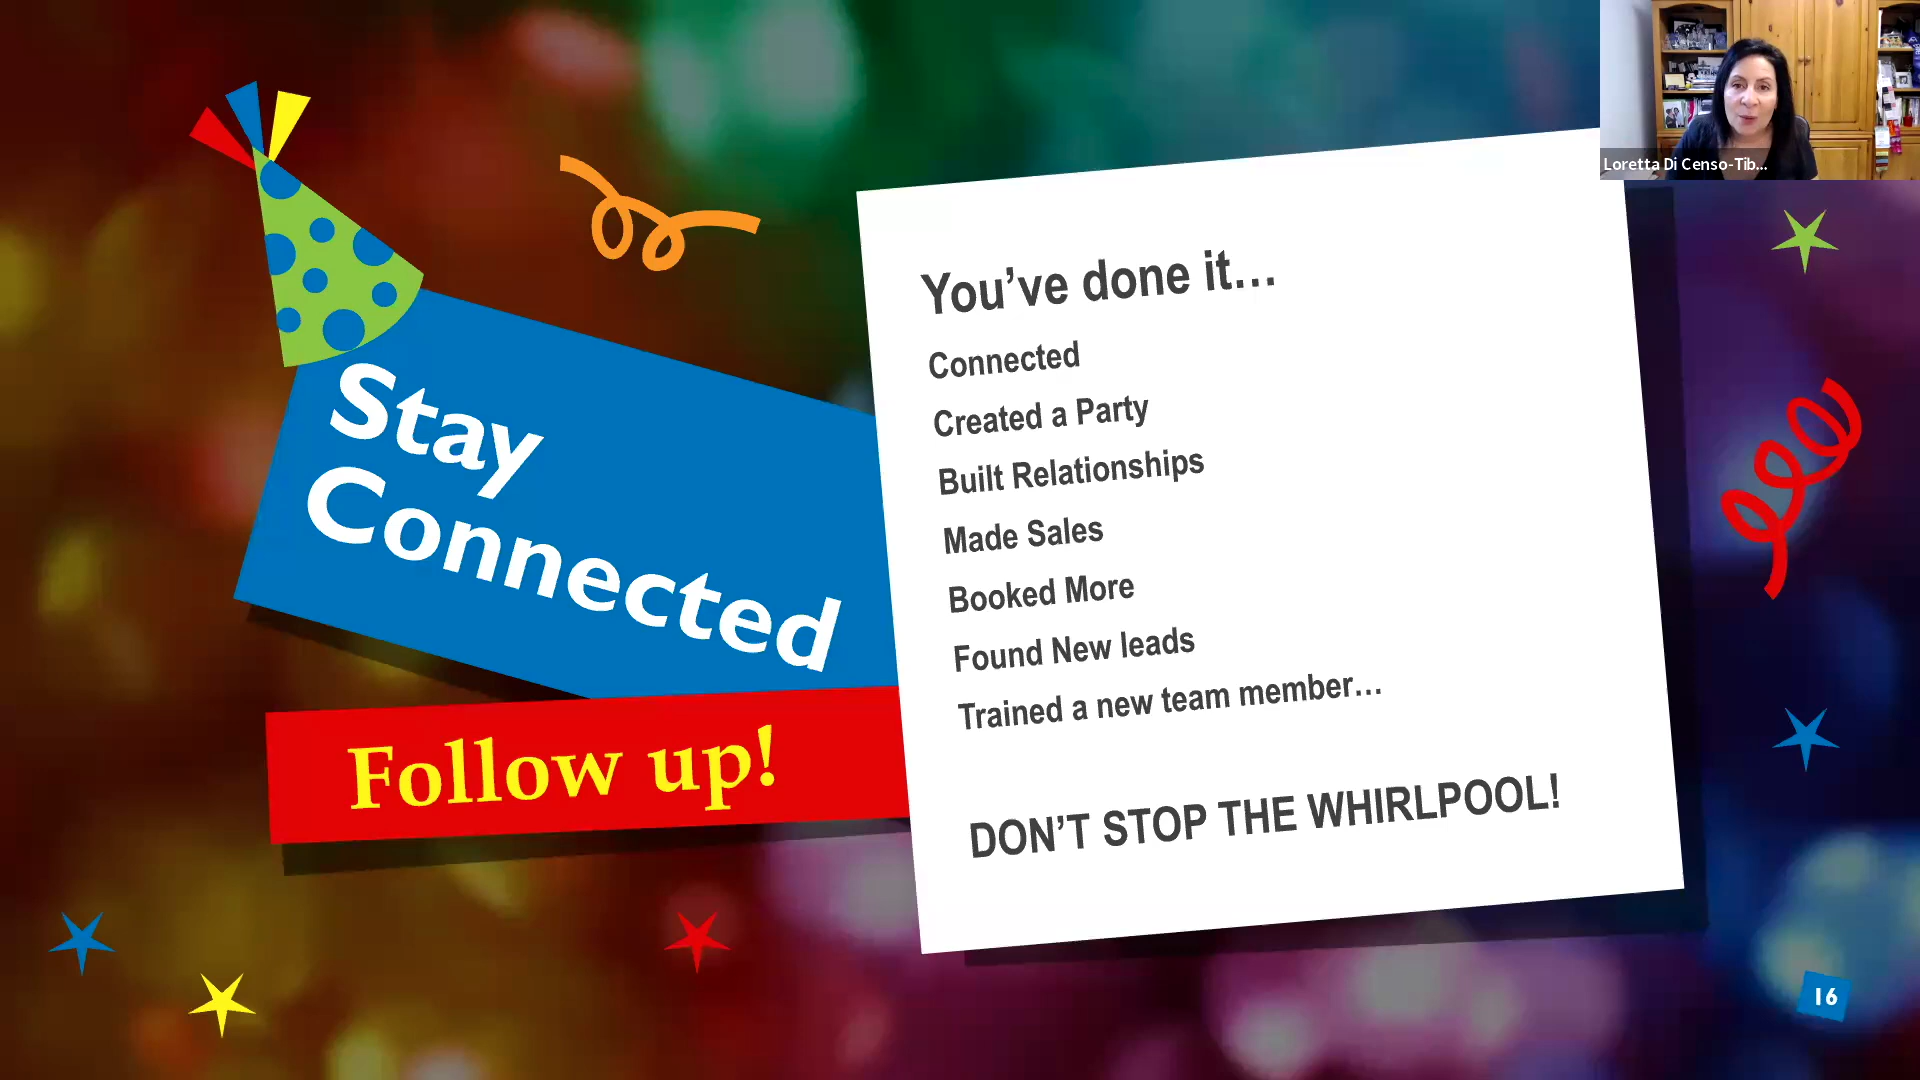 Loretta Di Censo-Tib...
Stay
Connected
Follow up!
You’ve done it…
Connected
Created a Party
Built Relationships
Made Sales
Booked More
Found New leads
Trained a new team member…
DON’T STOP THE WHIRLPOOL!
16